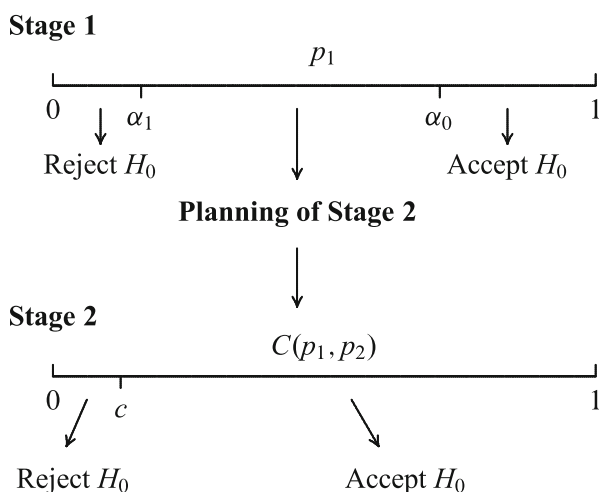 Stage 1
p₁
0 α₁ α₀ 1
Reject H₀ Accept H₀
Planning of Stage 2
Stage 2
C(p₁, p₂)
0 c 1
Reject H₀ Accept H₀